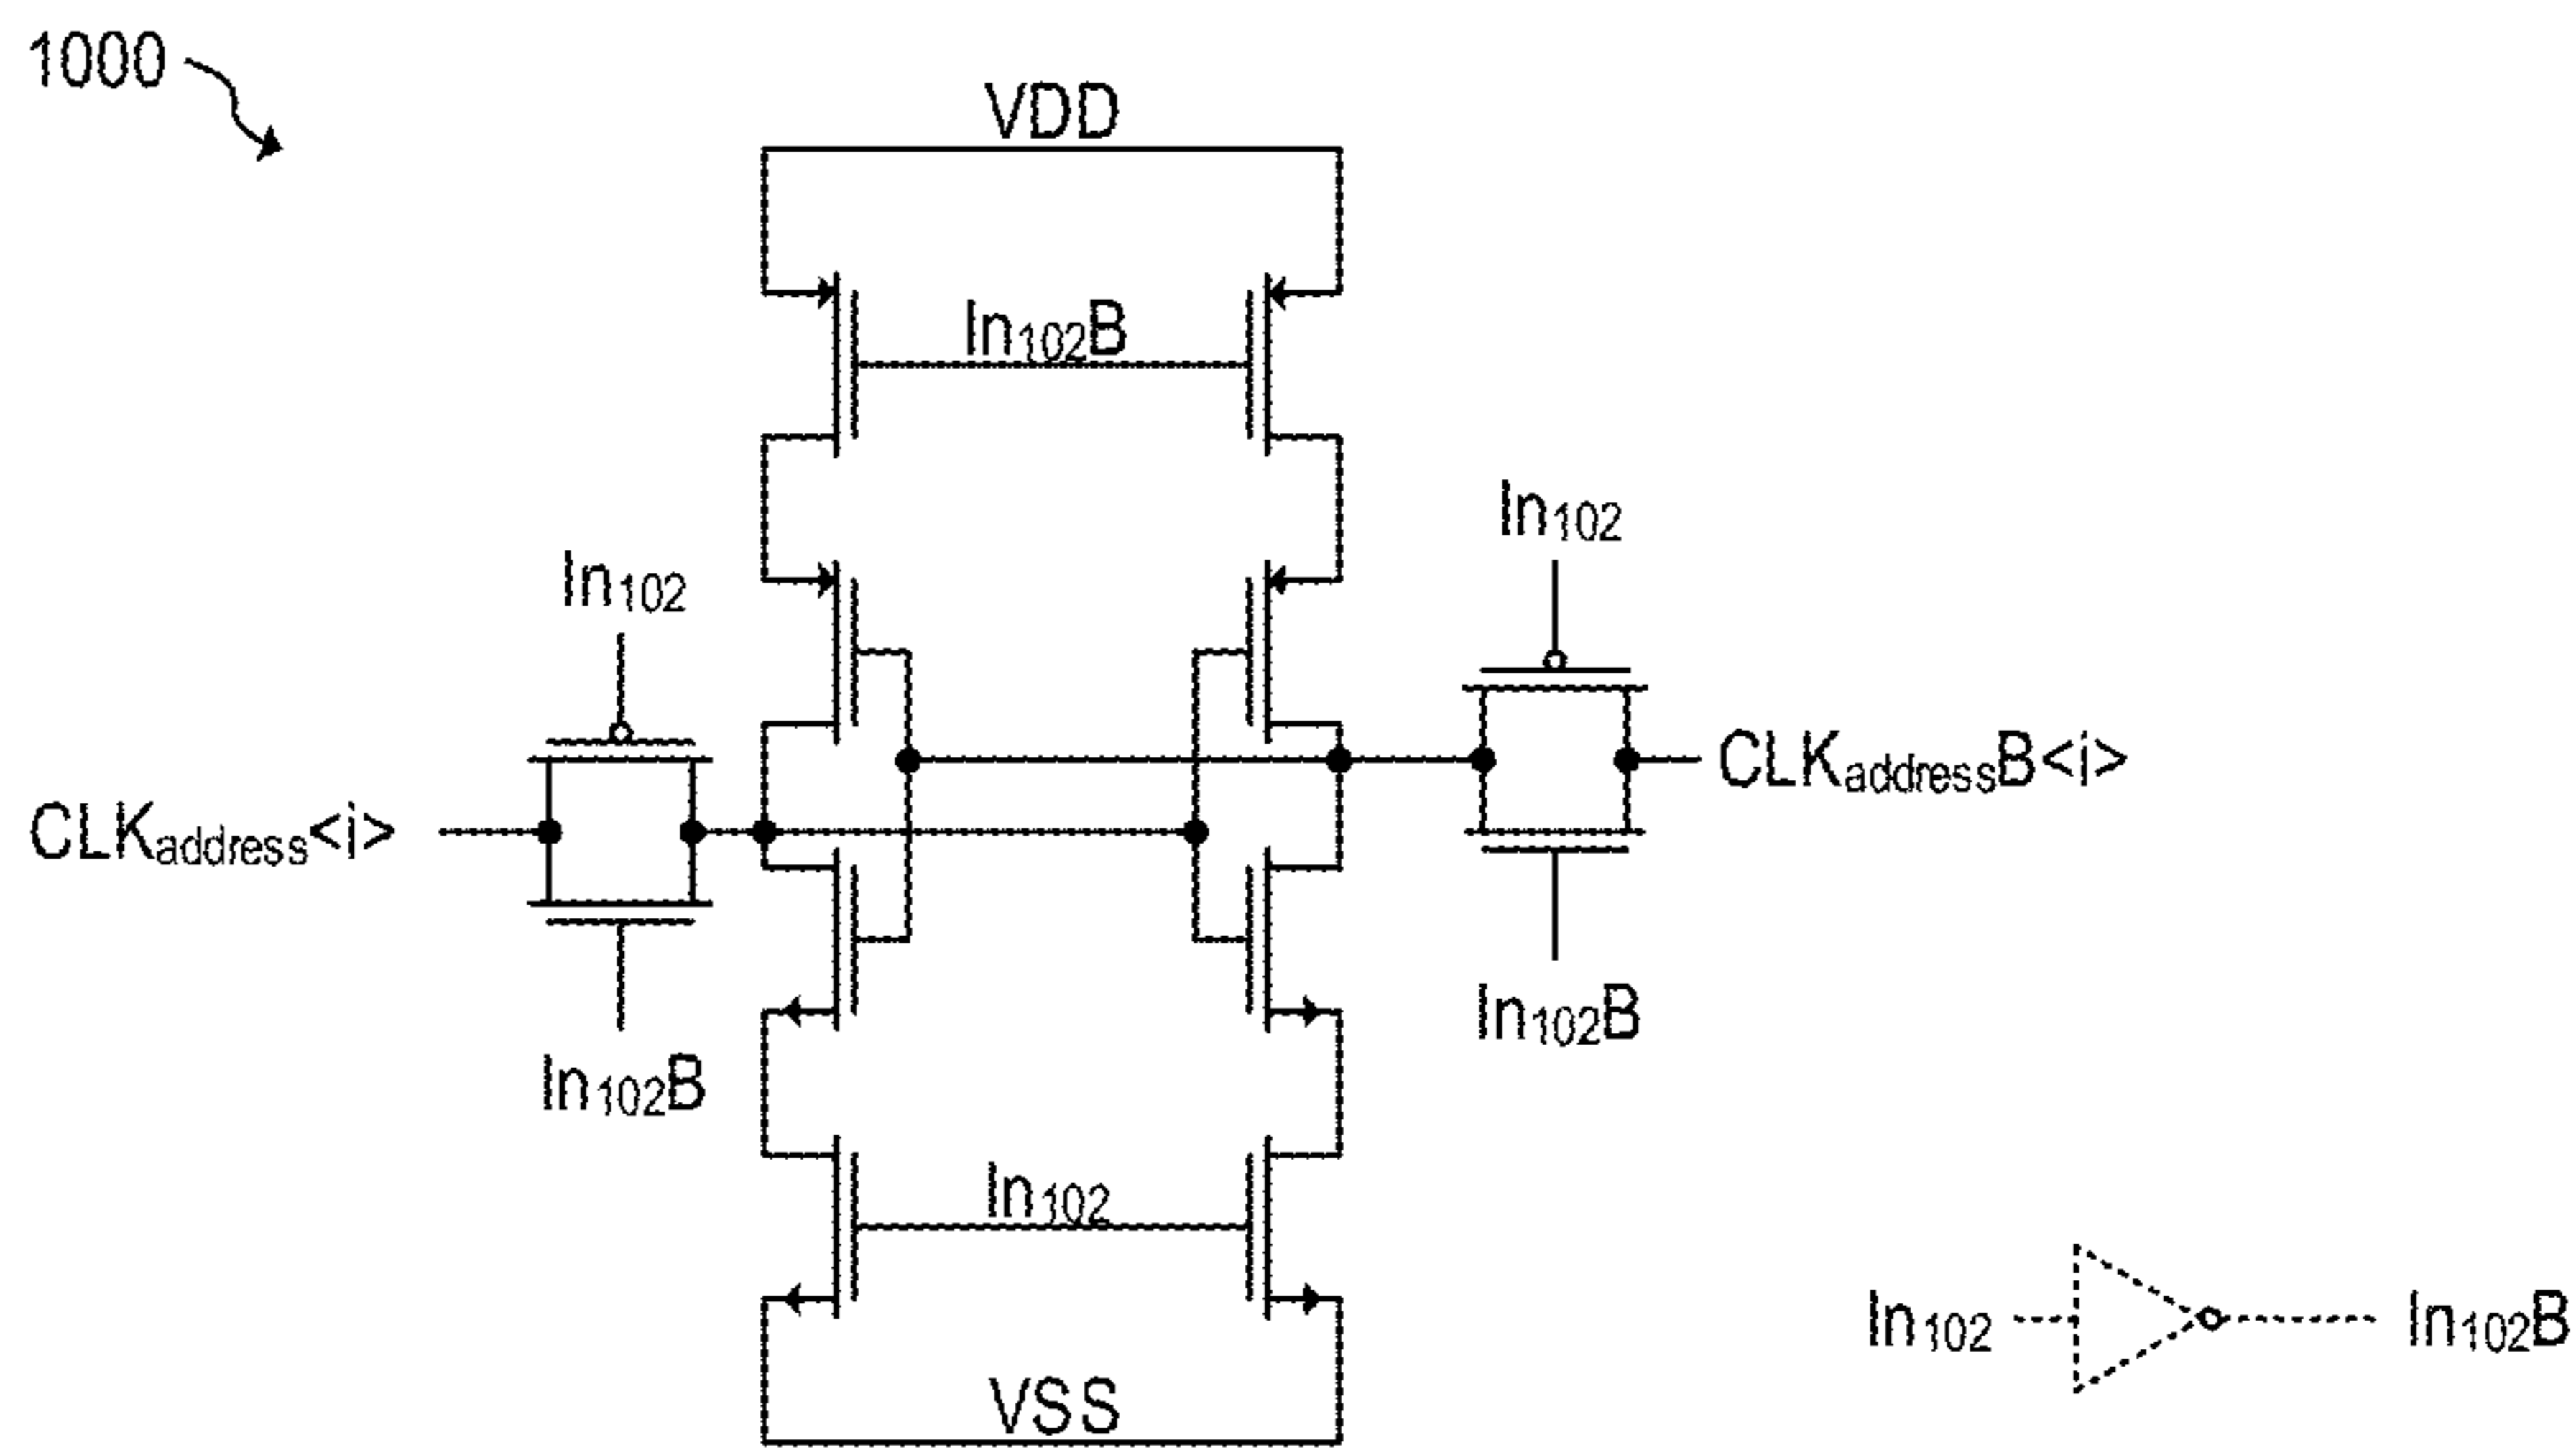 1000
VDD
In102B
In102
In102
CLKaddressB<i>
CLKaddress<i>
In102B
In102B
In102
In102 In102B
VSS